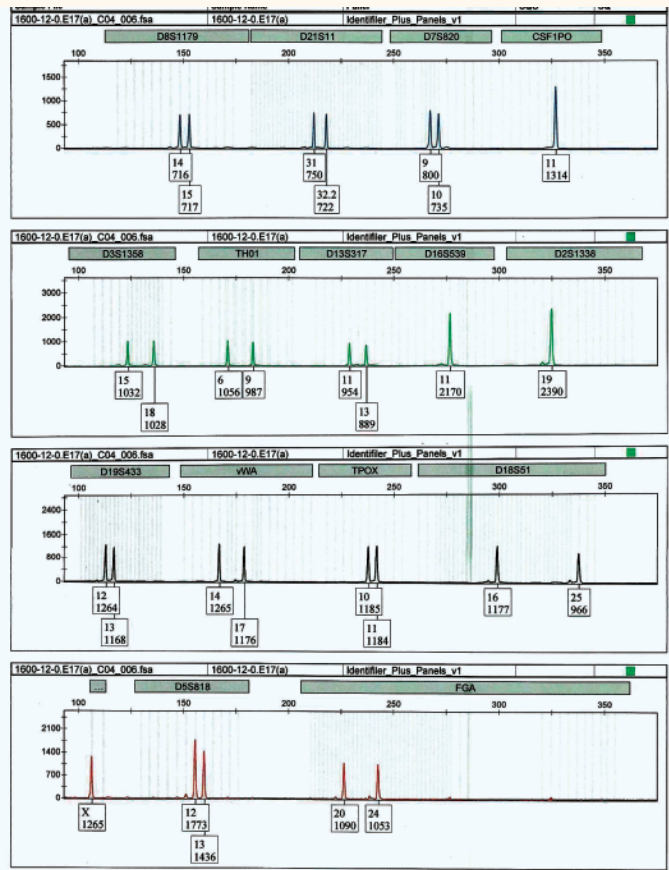 1600-12-0.E17(a)_C04_006.fsa 1600-12-0.E17(a) Identifiler_Plus_Panels_v1
D8S1179 D21S11 D7S820 CSF1PO
100 150 200 250 300 350
1500
1000
500
0
14 31 9 11
716 750 800 1314
15 32.2 10
717 722 735
1600-12-0.E17(a)_C04_006.fsa 1600-12-0.E17(a) Identifiler_Plus_Panels_v1
D3S1358 TH01 D13S317 D16S539 D2S1338
100 150 200 250 300 350
3000
2000
1000
0
15 6 9 11 11 19
1032 1056 987 954 2170 2390
18 13
1028 889
1600-12-0.E17(a)_C04_006.fsa 1600-12-0.E17(a) Identifiler_Plus_Panels_v1
D19S433 vWA TPOX D18S51
100 150 200 250 300 350
2400
1600
800
0
12 14 10 16 25
1264 1265 1185 1177 966
13 17 11
1168 1176 1184
1600-12-0.E17(a)_C04_006.fsa 1600-12-0.E17(a) Identifiler_Plus_Panels_v1
... D5S818 FGA
100 150 200 250 300 350
2100
1400
700
0
X 12 20 24
1265 1773 1090 1053
13
1436